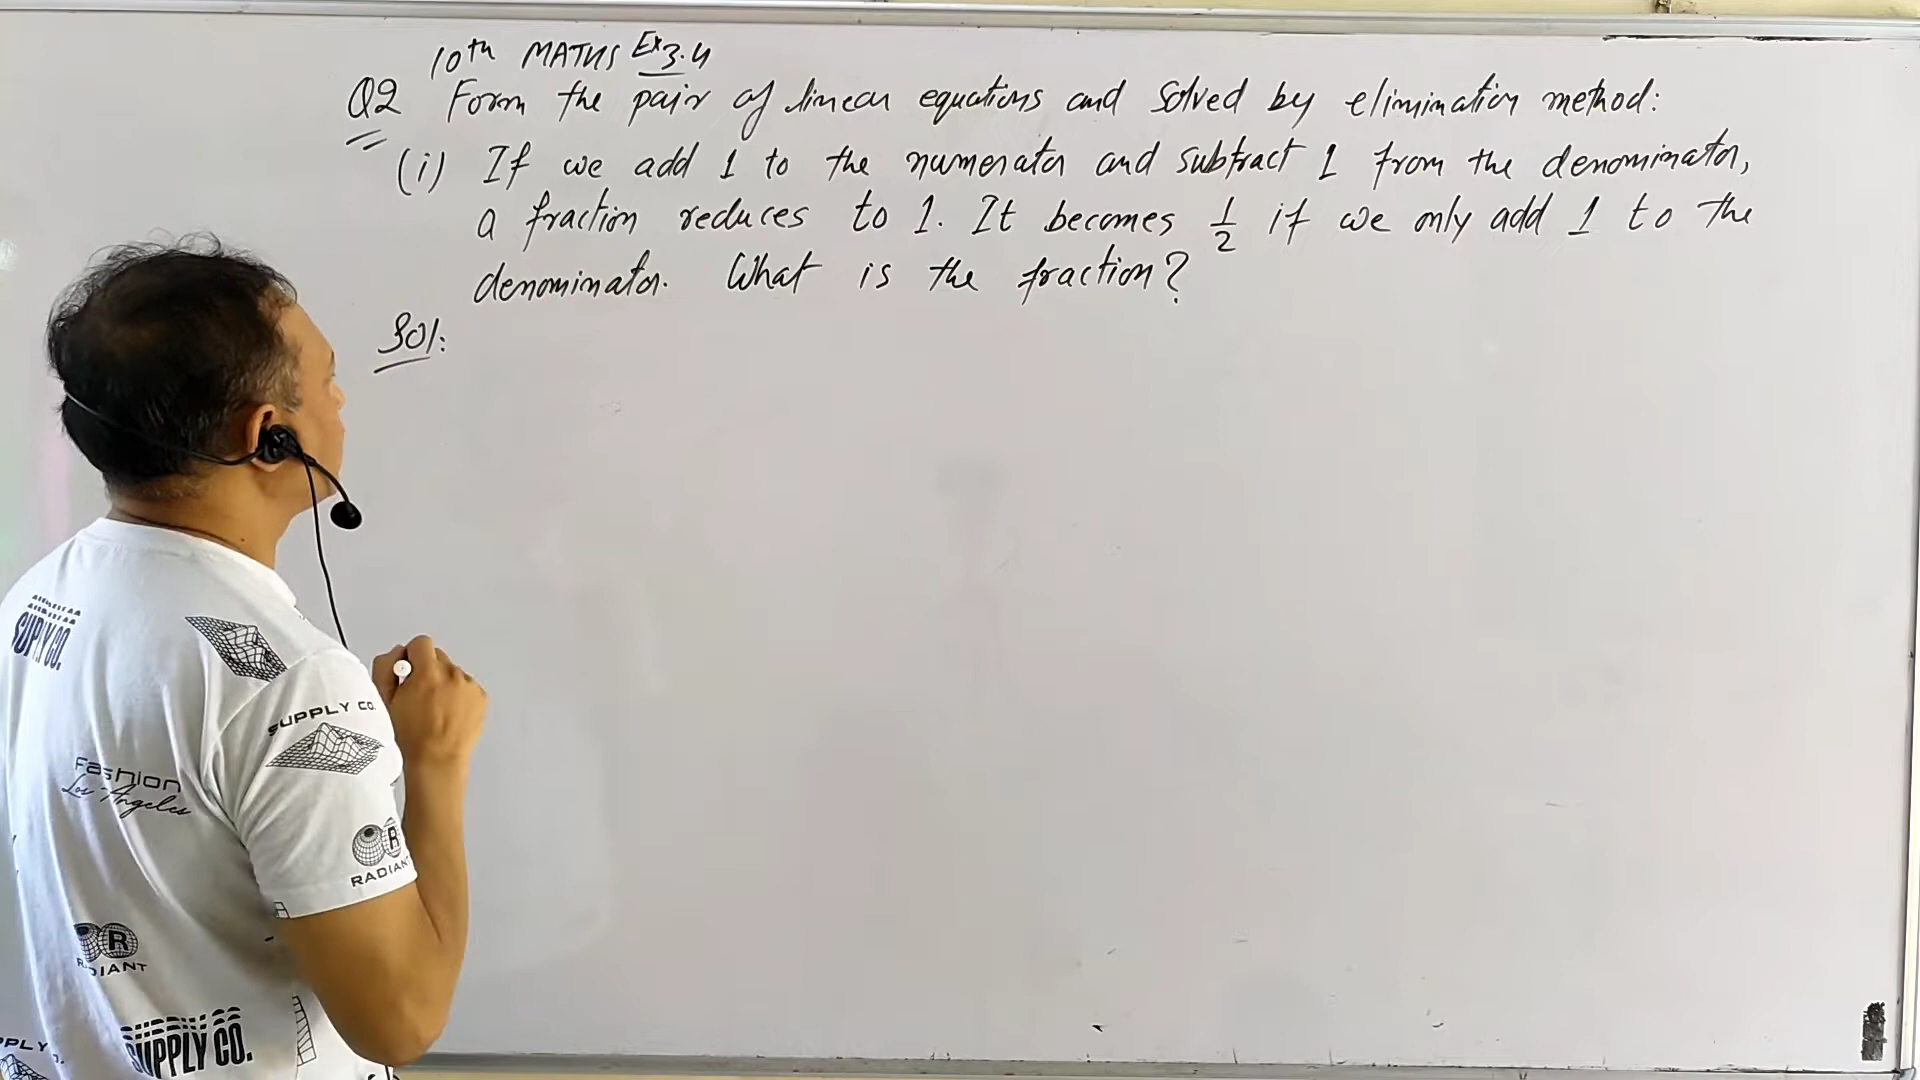 10th MATHS Ex 3.4
Q2 Form the pair of linear equations and solved by elimination method:
(i) If we add 1 to the numerator and subtract 1 from the denominator,
a fraction reduces to 1. It becomes 1/2 if we only add 1 to the
denominator. What is the fraction?
Sol:
SUPPLY CO.
SUPPLY CO.
Fashion
Los Angeles
R
RADIANT
R
RADIANT
SUPPLY CO.